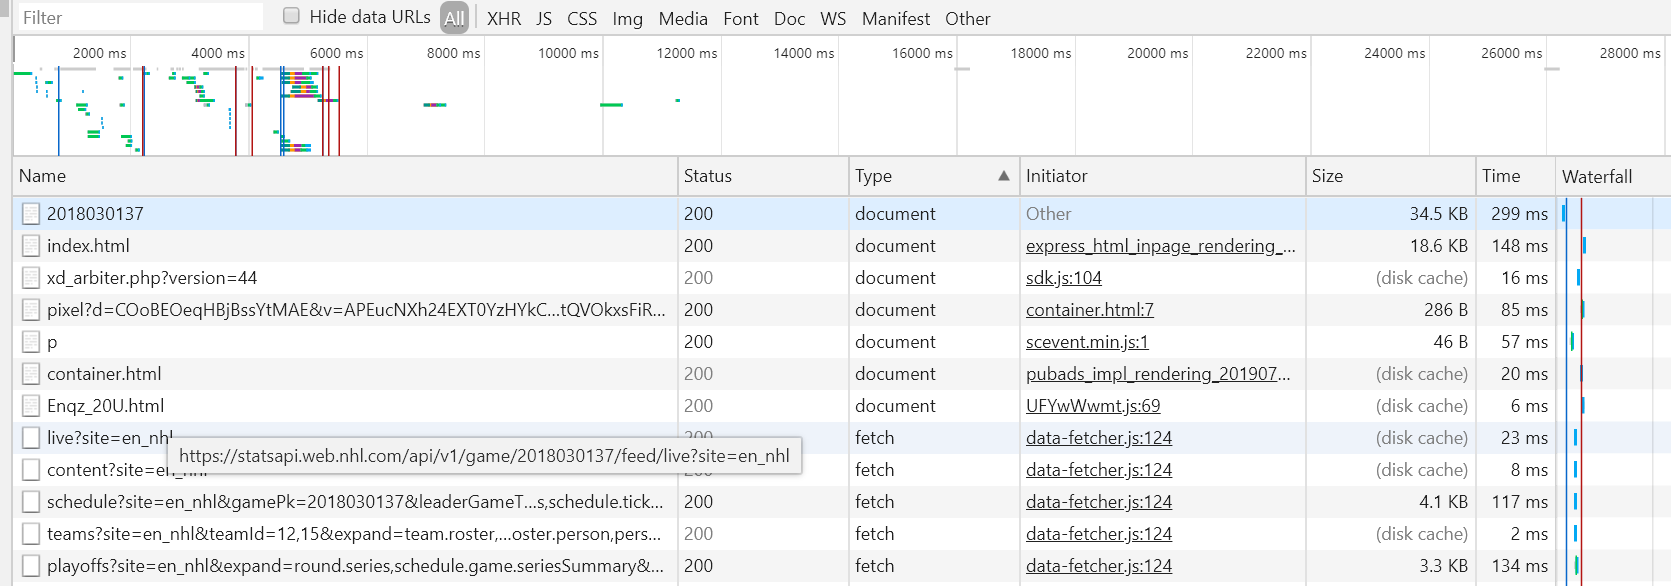 Filter Hide data URLs All XHR JS CSS Img Media Font Doc WS Manifest Other
2000 ms 4000 ms 6000 ms 8000 ms 10000 ms 12000 ms 14000 ms 16000 ms 18000 ms 20000 ms 22000 ms 24000 ms 26000 ms 28000 ms
Name Status Type Initiator Size Time Waterfall
2018030137 200 document Other 34.5 KB 299 ms
index.html 200 document express_html_inpage_rendering_... 18.6 KB 148 ms
xd_arbiter.php?version=44 200 document sdk.js:104 (disk cache) 16 ms
pixel?d=COoBEOeqHBjBssYtMAE&v=APEucNXh24EXT0YzHYkC...tQVOkxsFiR... 200 document container.html:7 286 B 85 ms
p 200 document scevent.min.js:1 46 B 57 ms
container.html 200 document pubads_impl_rendering_201907... (disk cache) 20 ms
Enqz_20U.html 200 document UFYwWwmt.js:69 (disk cache) 6 ms
live?site=en_nhl 200 fetch data-fetcher.js:124 (disk cache) 23 ms
https://statsapi.web.nhl.com/api/v1/game/2018030137/feed/live?site=en_nhl
content?site=en_nhl 200 fetch data-fetcher.js:124 (disk cache) 8 ms
schedule?site=en_nhl&gamePk=2018030137&leaderGameT...s,schedule.tick... 200 fetch data-fetcher.js:124 4.1 KB 117 ms
teams?site=en_nhl&teamId=12,15&expand=team.roster,...oster.person,pers... 200 fetch data-fetcher.js:124 (disk cache) 2 ms
playoffs?site=en_nhl&expand=round.series,schedule.game.seriesSummary&... 200 fetch data-fetcher.js:124 3.3 KB 134 ms